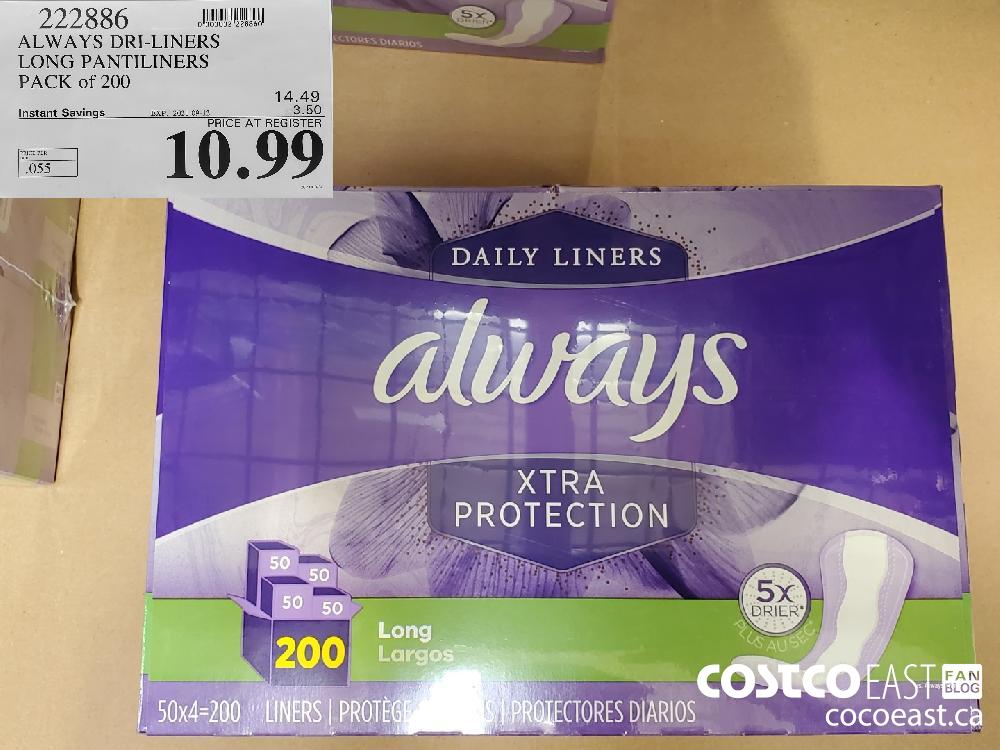 222886
ALWAYS DRI-LINERS
LONG PANTILINERS
PACK of 200
14.49
Instant Savings
3.50
PRICE AT REGISTER
10.99
.055
5X
DRIER
ECTORES DIARIOS
DAILY LINERS
always
XTRA
PROTECTION
50
50
50
50
200
Long
Largos
5x
DRIER*
PLUS AU SEC*
50x4=200 LINERS | PROTÈGE | PROTECTORES DIARIOS
COSTCO EAST FAN BLOG
cocoeast.ca